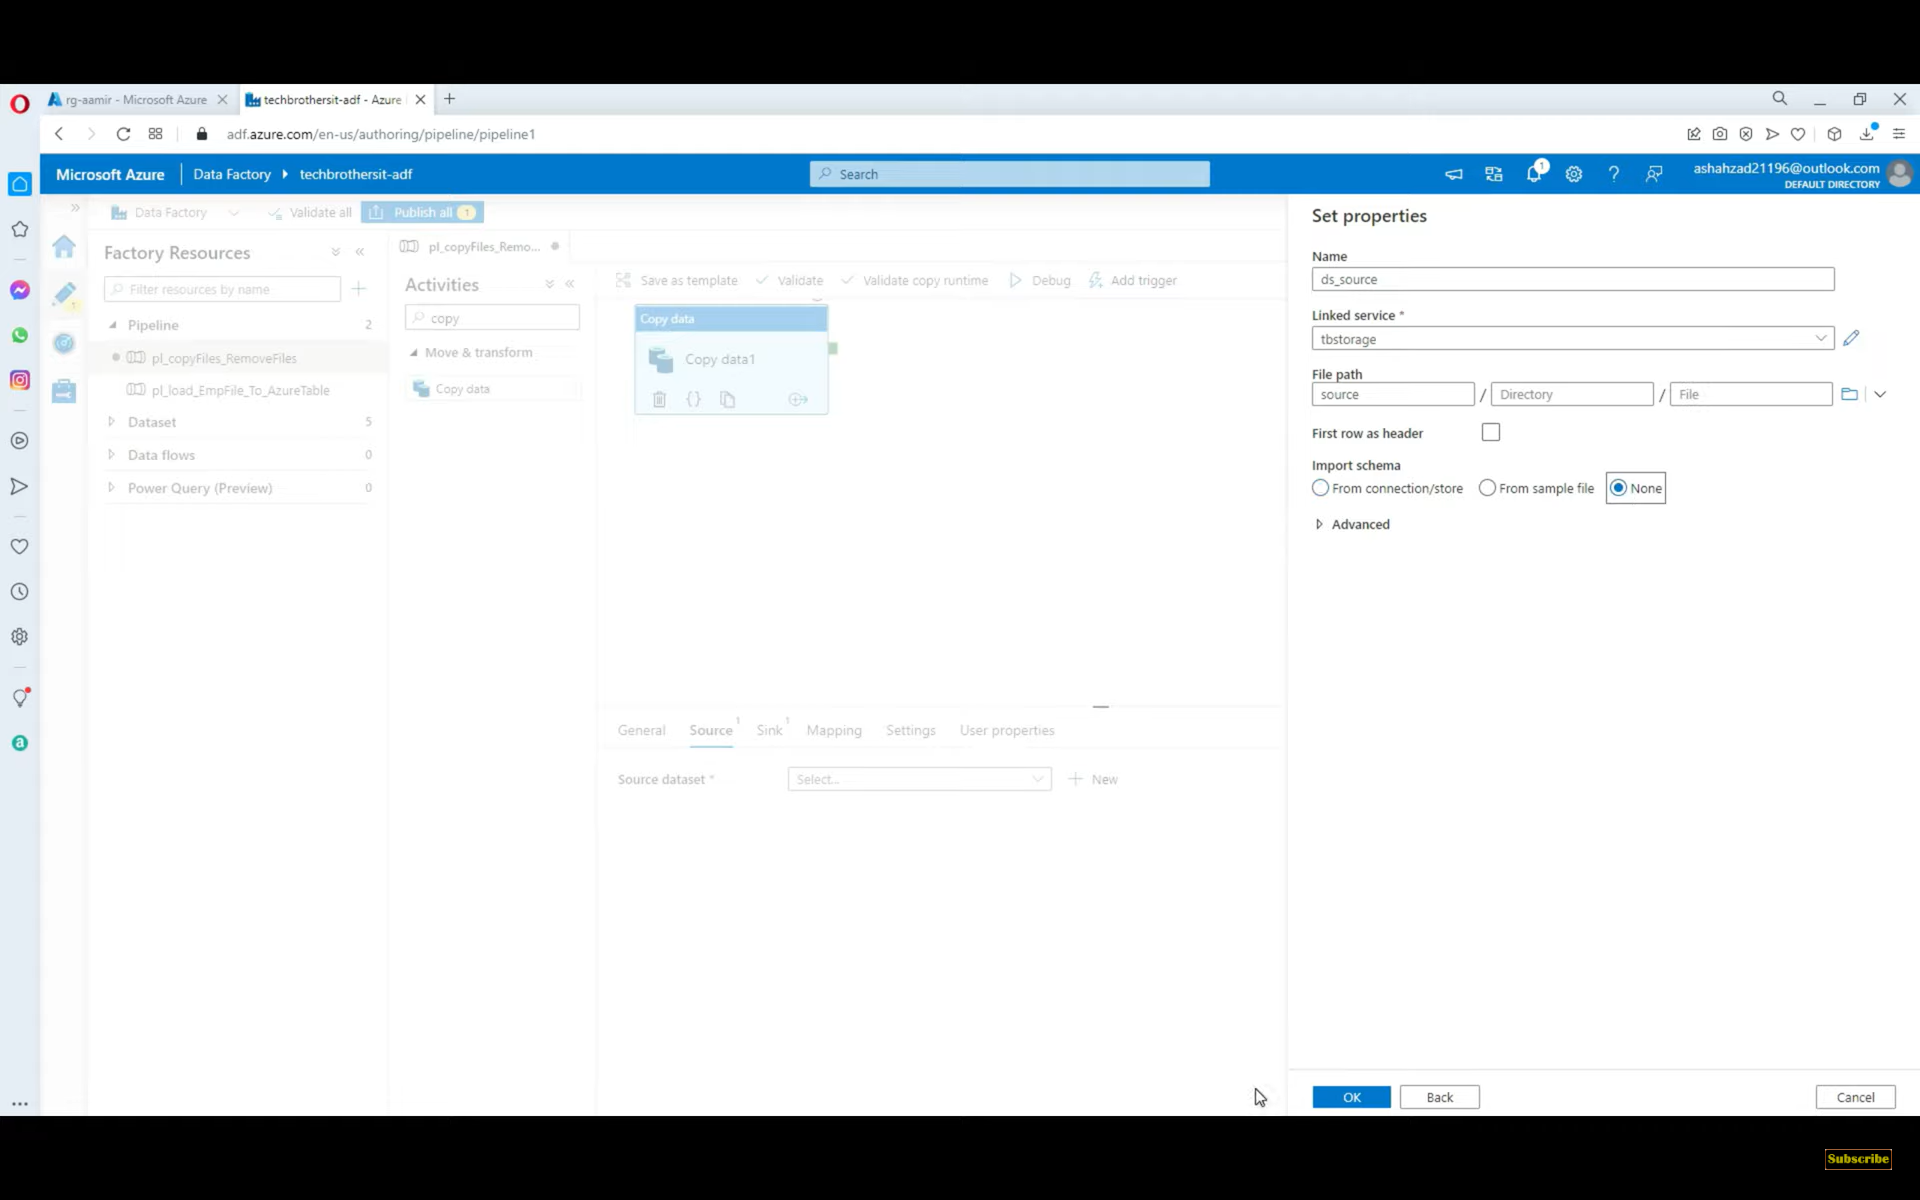 rg-aamir - Microsoft Azure
techbrothersit-adf - Azure
adf.azure.com/en-us/authoring/pipeline/pipeline1
Microsoft Azure
Data Factory
techbrothersit-adf
Search
1
ashahzad21196@outlook.com
DEFAULT DIRECTORY
Data Factory
Validate all
Publish all
1
Factory Resources
Filter resources by name
Pipeline
2
pl_copyFiles_RemoveFiles
pl_load_EmpFile_To_AzureTable
Dataset
5
Data flows
0
Power Query (Preview)
0
pl_copyFiles_Remo...
Activities
copy
Move & transform
Copy data
Save as template
Validate
Validate copy runtime
Debug
Add trigger
Copy data
Copy data1
General
Source
1
Sink
1
Mapping
Settings
User properties
Source dataset *
Select...
New
Set properties
Name
ds_source
Linked service *
tbstorage
File path
source
/
Directory
/
File
First row as header
Import schema
From connection/store
From sample file
None
Advanced
OK
Back
Cancel
Subscribe